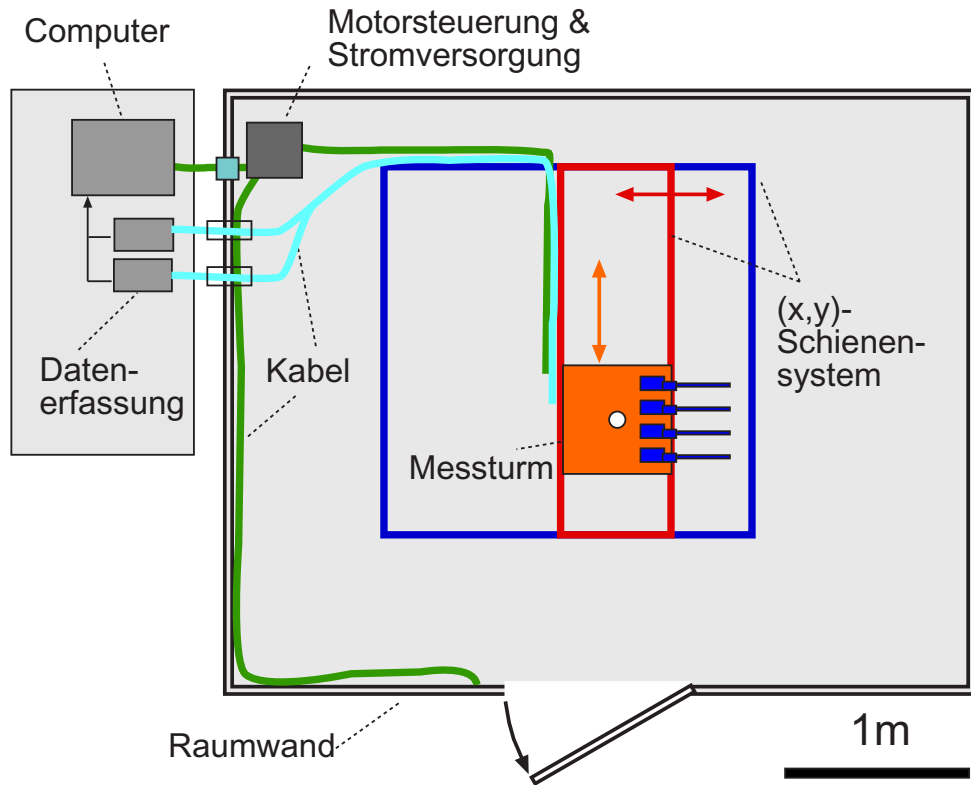 Computer
Motorsteuerung &
Stromversorgung
(x,y)-
Schienen-
system
Daten-
erfassung
Kabel
Messturm
Raumwand
1m